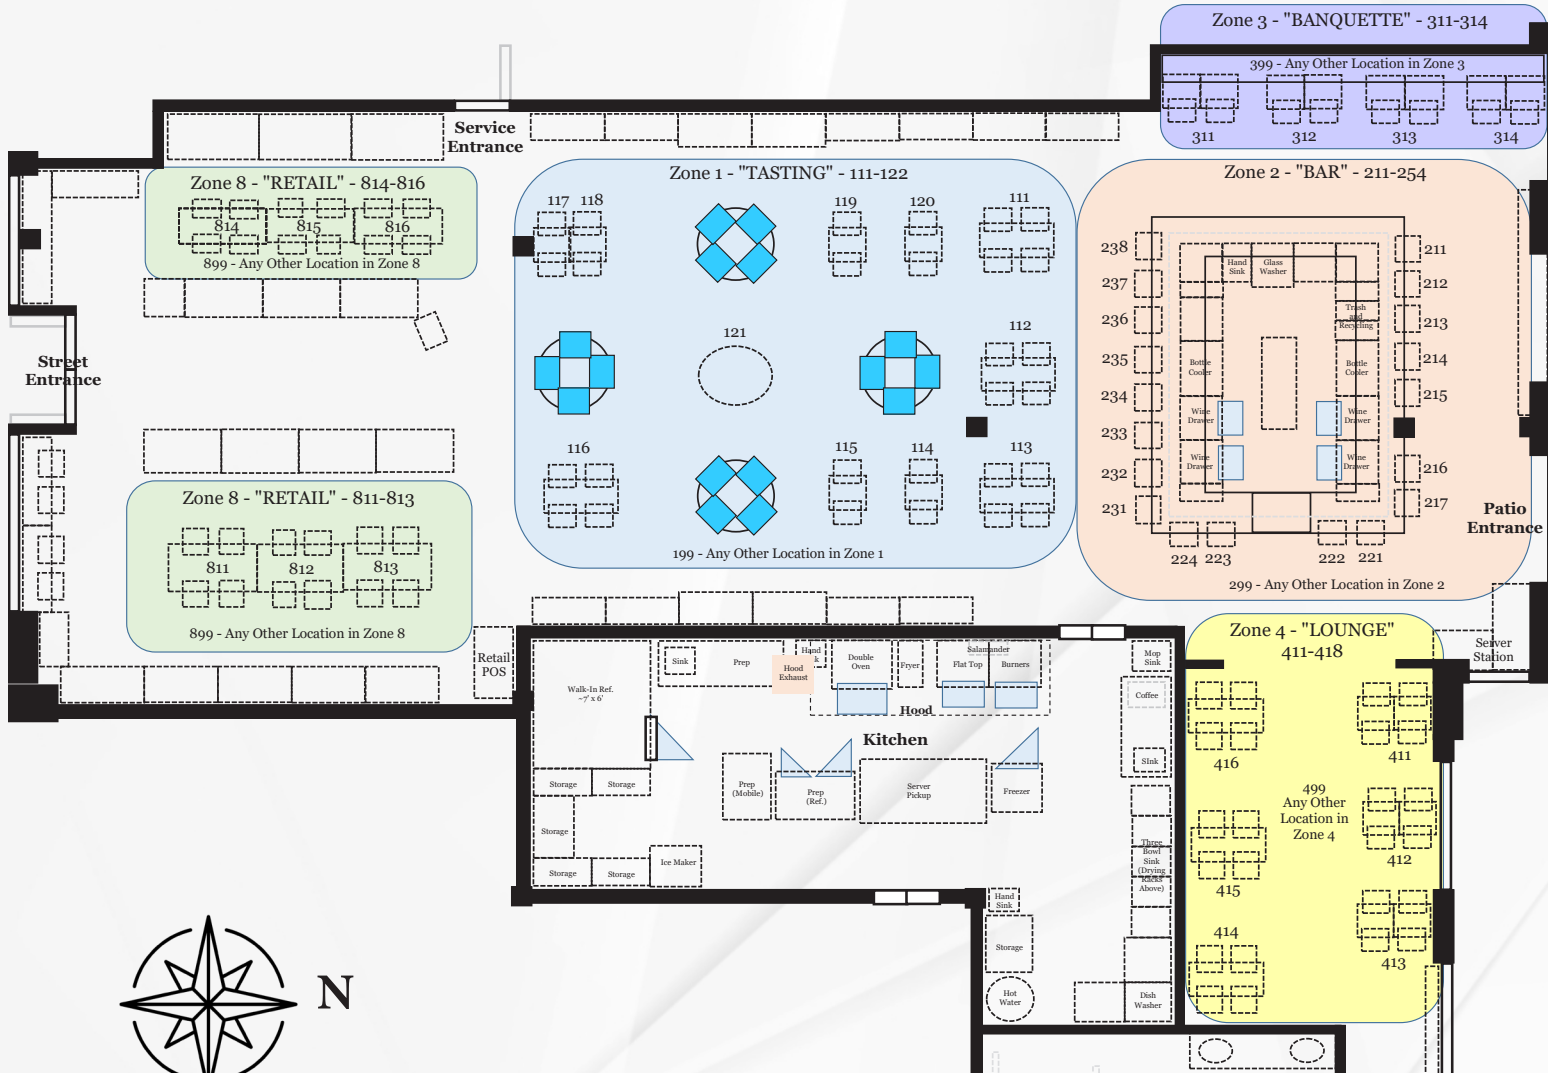 Zone 3 - "BANQUETTE" - 311-314
399 - Any Other Location in Zone 3
311
312
313
314
Service
Entrance
Zone 8 - "RETAIL" - 814-816
814
815
816
899 - Any Other Location in Zone 8
Street
Entrance
Zone 8 - "RETAIL" - 811-813
811
812
813
899 - Any Other Location in Zone 8
Retail
POS
Zone 1 - "TASTING" - 111-122
117
118
119
120
111
121
112
116
115
114
113
199 - Any Other Location in Zone 1
Zone 2 - "BAR" - 211-254
238
237
236
235
234
233
232
231
Hand
Sink
Glass
Washer
Trash
and
Recycling
Bottle
Cooler
Bottle
Cooler
Wine
Drawer
Wine
Drawer
Wine
Drawer
Wine
Drawer
211
212
213
214
215
216
217
224
223
222
221
299 - Any Other Location in Zone 2
Patio
Entrance
Zone 4 - "LOUNGE"
411-418
Server
Station
416
411
499
Any Other
Location in
Zone 4
415
412
414
413
Walk-In Ref.
~7' x 6'
Sink
Prep
Hood
Exhaust
Hand
Double
Oven
Fryer
Salamander
Flat Top
Burners
Hood
Kitchen
Mop
Sink
Coffee
SInk
Storage
Storage
Storage
Storage
Storage
Ice Maker
Prep
(Mobile)
Prep
(Ref.)
Server
Pickup
Freezer
Three
Bowl
Sink
(Drying
Racks
Above)
Hand
Sink
Storage
Hot
Water
Dish
Washer
N